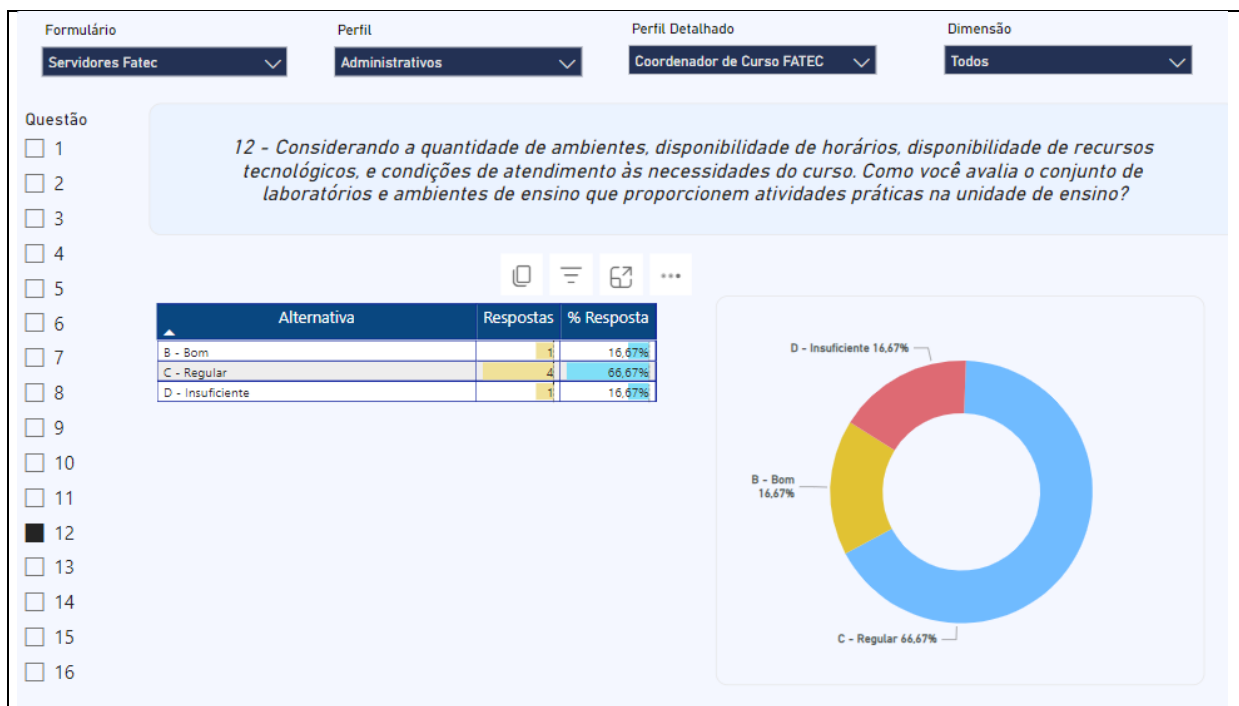 Formulário
Perfil
Perfil Detalhado
Dimensão
Servidores Fatec
Administrativos
Coordenador de Curso FATEC
Todos
Questão
1
2
3
4
5
6
7
8
9
10
11
12
13
14
15
16
12 - Considerando a quantidade de ambientes, disponibilidade de horários, disponibilidade de recursos
tecnológicos, e condições de atendimento às necessidades do curso. Como você avalia o conjunto de
laboratórios e ambientes de ensino que proporcionem atividades práticas na unidade de ensino?
Alternativa Respostas % Resposta
B - Bom 1 16,67%
C - Regular 4 66,67%
D - Insuficiente 1 16,67%
D - Insuficiente 16,67%
B - Bom
16,67%
C - Regular 66,67%